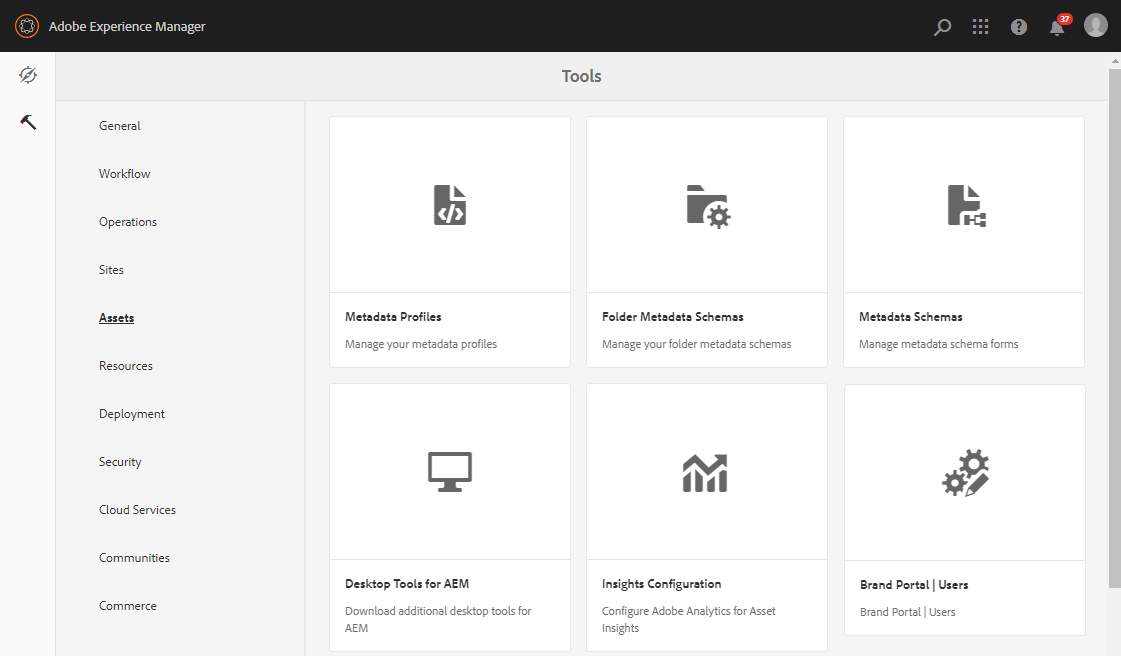 Adobe Experience Manager
?
37
Tools
General
Workflow
Operations
Sites
Assets
Resources
Deployment
Security
Cloud Services
Communities
Commerce
</>
Metadata Profiles
Manage your metadata profiles
Folder Metadata Schemas
Manage your folder metadata schemas
Metadata Schemas
Manage metadata schema forms
Desktop Tools for AEM
Download additional desktop tools for
AEM
Insights Configuration
Configure Adobe Analytics for Asset
Insights
Brand Portal | Users
Brand Portal | Users